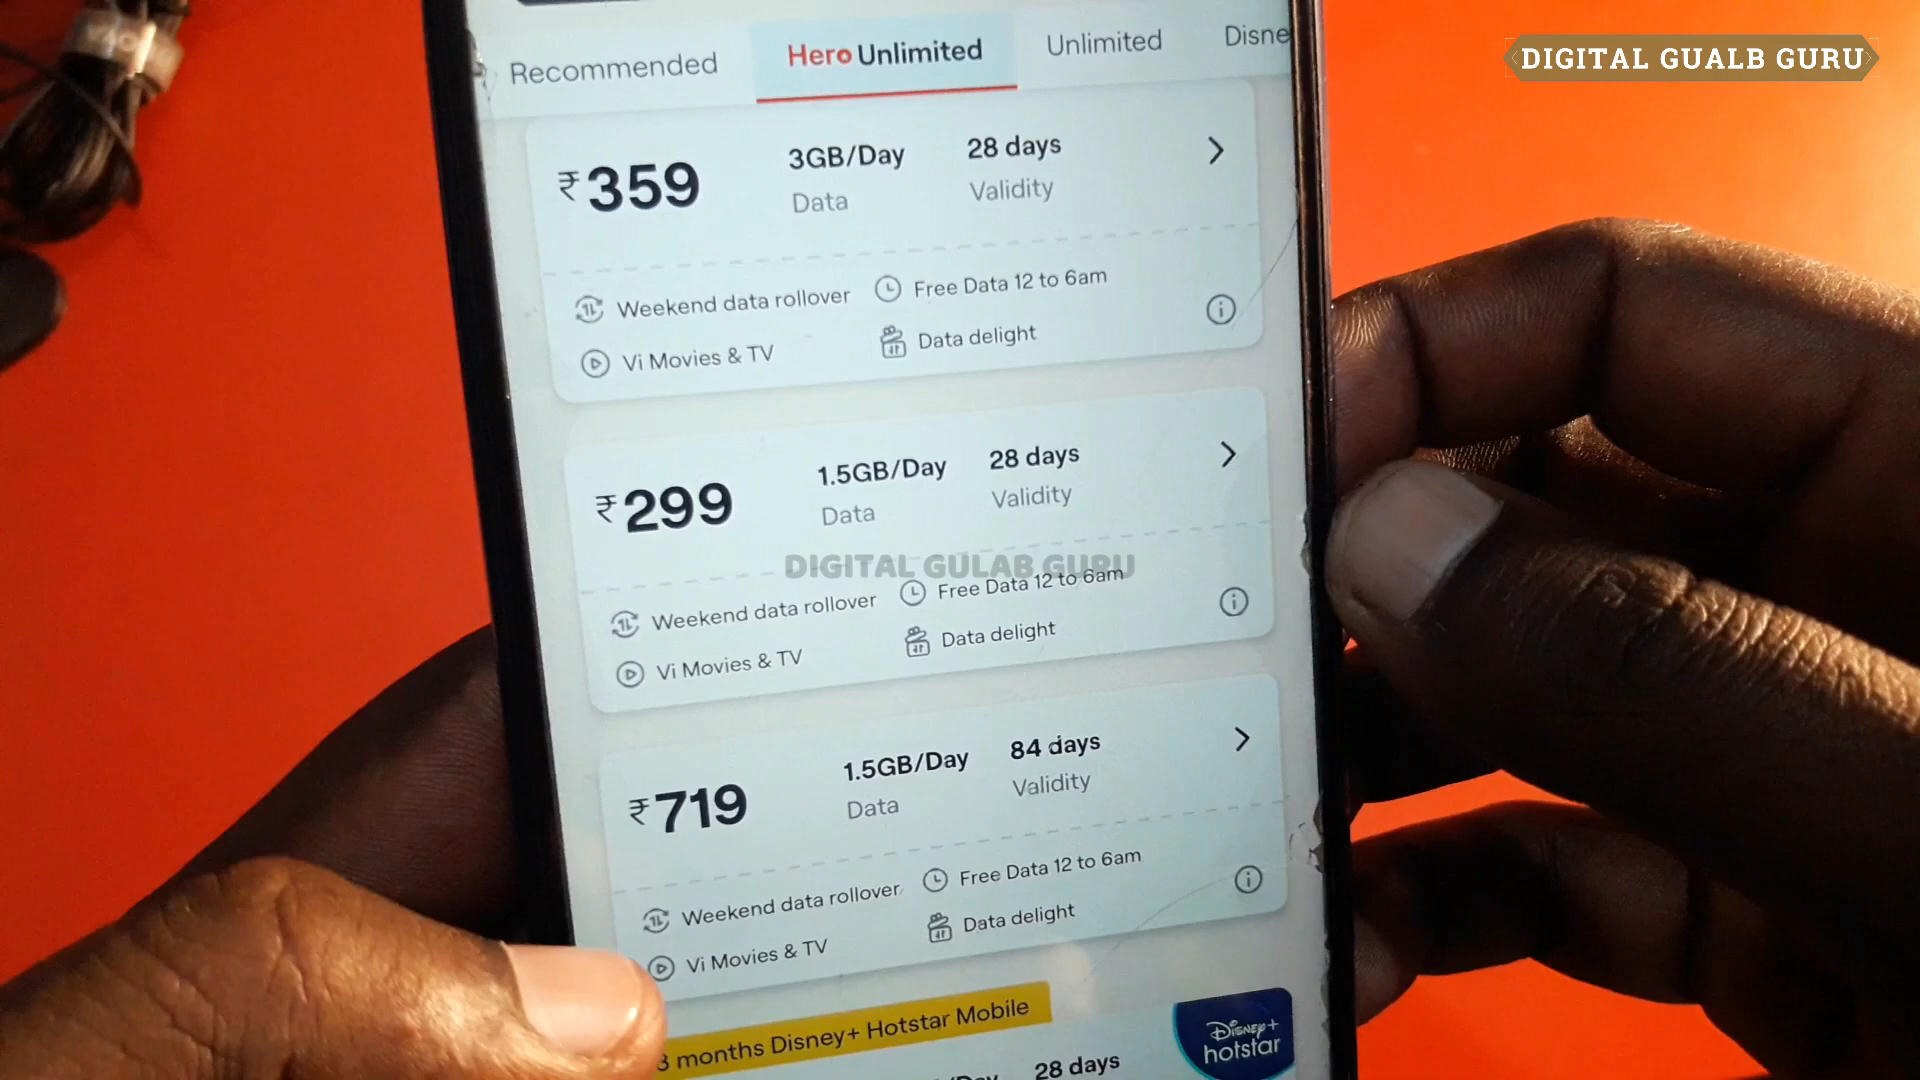 Recommended Hero Unlimited Unlimited Disne
DIGITAL GUALB GURU
₹359 3GB/Day 28 days
Data Validity
Weekend data rollover Free Data 12 to 6am
Vi Movies & TV Data delight
₹299 1.5GB/Day 28 days
Data Validity
DIGITAL GULAB GURU
Weekend data rollover Free Data 12 to 6am
Vi Movies & TV Data delight
₹719 1.5GB/Day 84 days
Data Validity
Weekend data rollover Free Data 12 to 6am
Vi Movies & TV Data delight
3 months Disney+ Hotstar Mobile
Disney+
hotstar
28 days